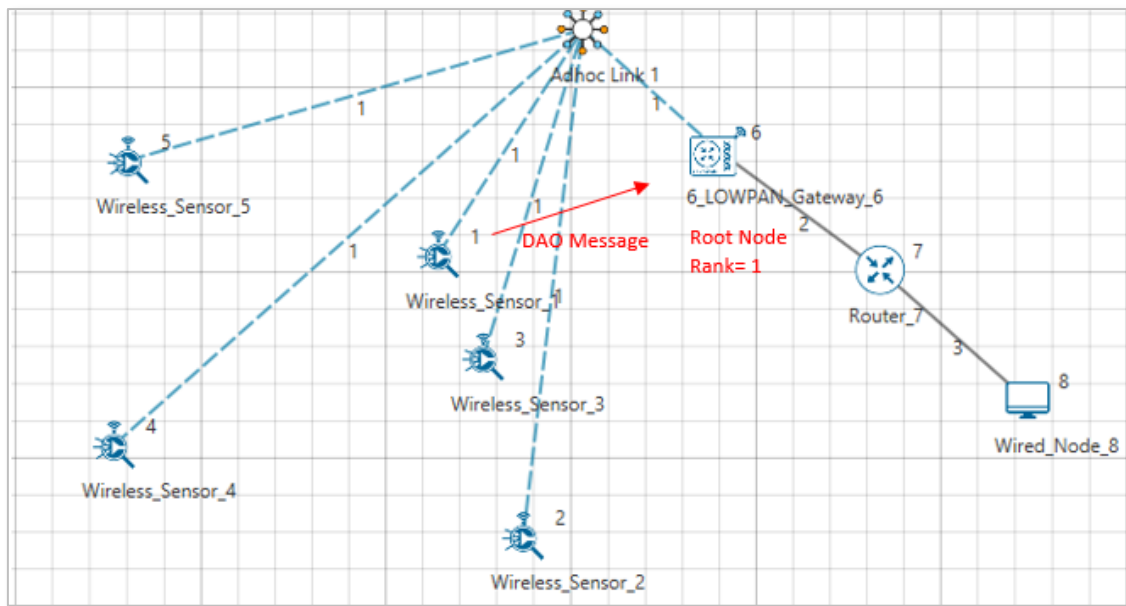 Adhoc Link 1
1
1
5
6
Wireless_Sensor_5
1
6_LOWPAN_Gateway_6
1
2
1
DAO Message
Root Node
Rank= 1
7
1
Wireless_Sensor_1
1
Router_7
3
3
Wireless_Sensor_3
8
4
Wired_Node_8
Wireless_Sensor_4
2
Wireless_Sensor_2